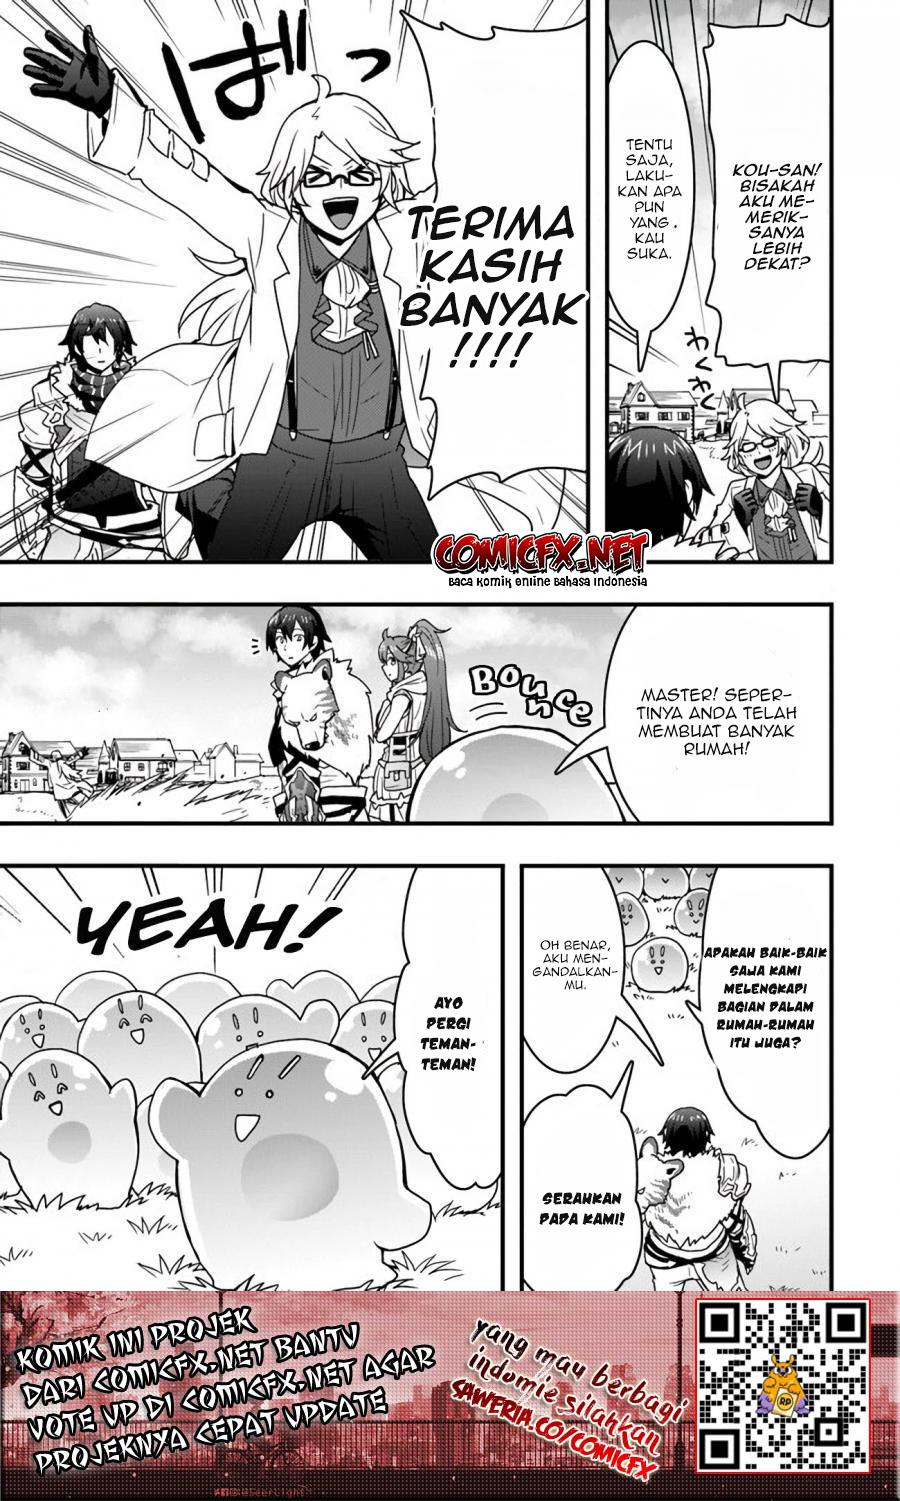 KOU-SAN!
BISAKAH
AKU ME-
MERIK-
SANYA
LEBIH
DEKAT?
TENTU
SAJA,
LAKU-
KAN APA
PUN
YANG,
KAU
SUKA.
わくわく
ばっ
TERIMA
KASIH
BANYAK
!!!!
COMICFX.NET
BACA KOMIK ONLINE BAHASA INDONESIA
MASTER! SEPER-
TINYA ANDA TELAH
MEMBUAT BANYAK
RUMAH!
Bounce
APAKAH BAIK-BAIK
SAJA KAMI
MELENGKAPI
BAGIAN DALAM
RUMAH-RUMAH
ITU JUGA?
OH BENAR,
AKU MEN-
GANDALKAN-
MU.
SERAHKAN
PADA KAMI!
AYO
PERGI
TEMAN-
TEMAN!
YEAH!
KOMIK INI PROJEK
DARI COMICFX.NET BANTU
VOTE UP DI COMICFX.NET AGAR
PROJEKNYA CEPAT UPDATE
yang mau berbagi
indomie silahkan
SAWERIA.CO/COMICFX
RP
@SeerLight